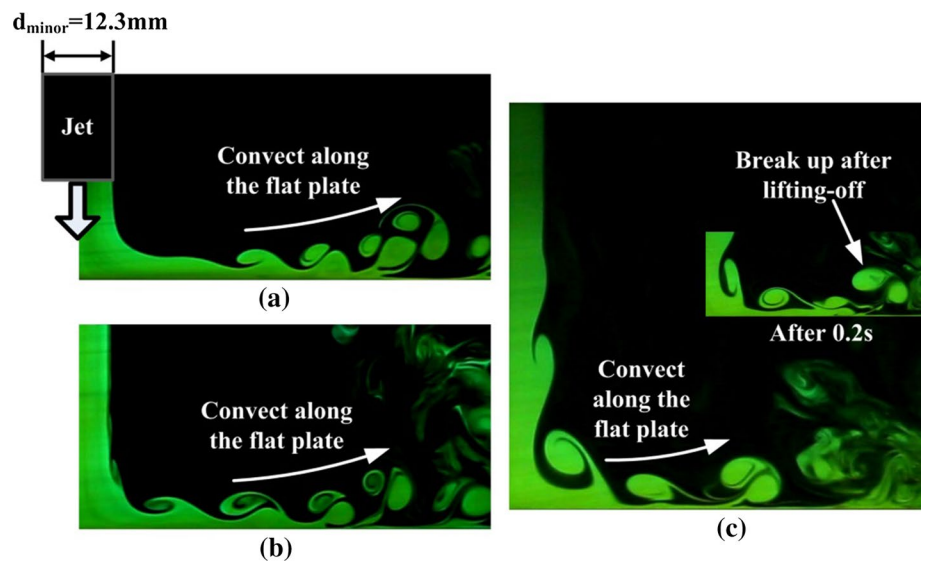 dminor=12.3mm
Jet
Convect along
the flat plate
(a)
Convect along
the flat plate
(b)
Break up after
lifting-off
After 0.2s
Convect
along the
flat plate
(c)